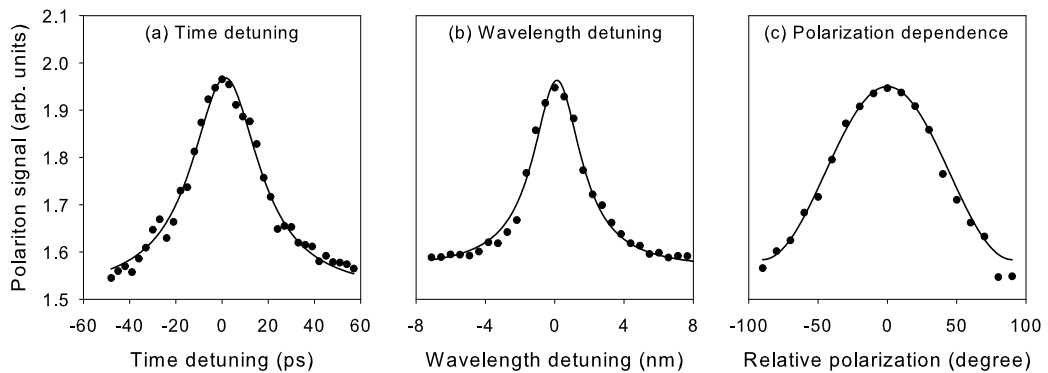 Polariton signal (arb. units)
2.1
2.0
1.9
1.8
1.7
1.6
1.5
(a) Time detuning
-60 -40 -20 0 20 40 60
Time detuning (ps)
(b) Wavelength detuning
-8 -4 0 4 8
Wavelength detuning (nm)
(c) Polarization dependence
-100 -50 0 50 100
Relative polarization (degree)